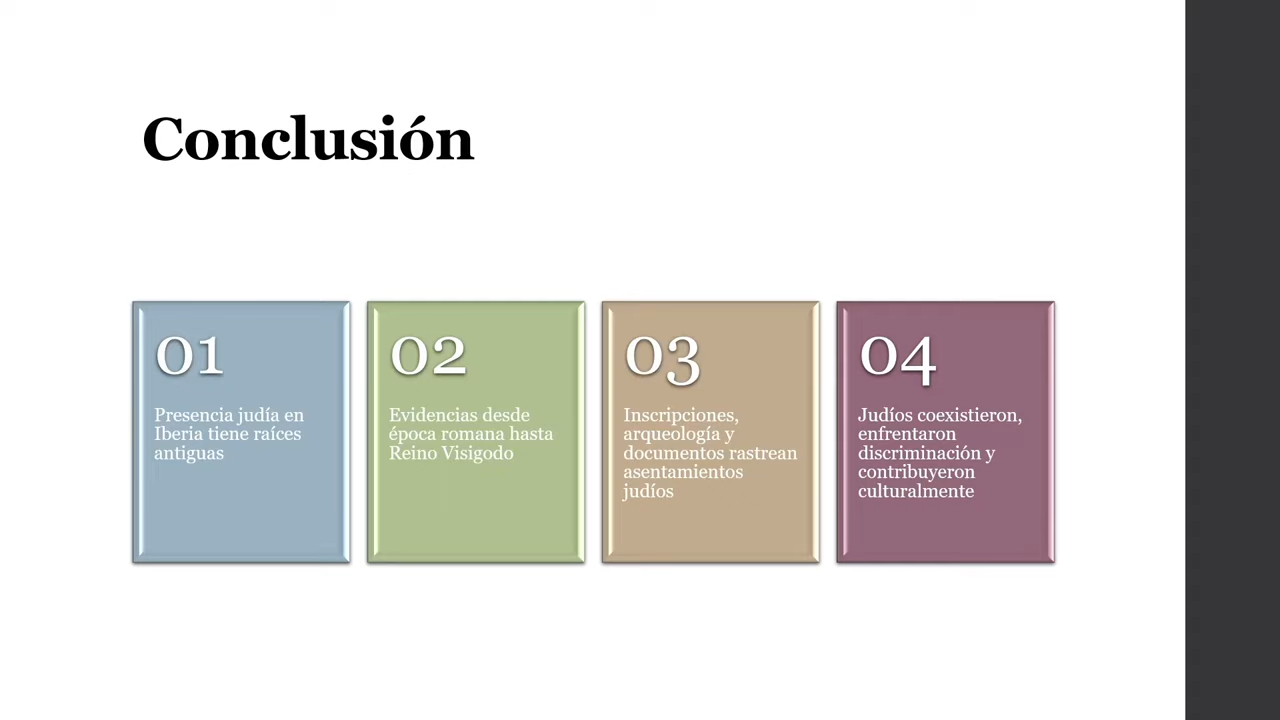 Conclusión
01
Presencia judía en
Iberia tiene raíces
antiguas
02
Evidencias desde
época romana hasta
Reino Visigodo
03
Inscripciones,
arqueología y
documentos rastrean
asentamientos
judíos
04
Judíos coexistieron,
enfrentaron
discriminación y
contribuyeron
culturalmente